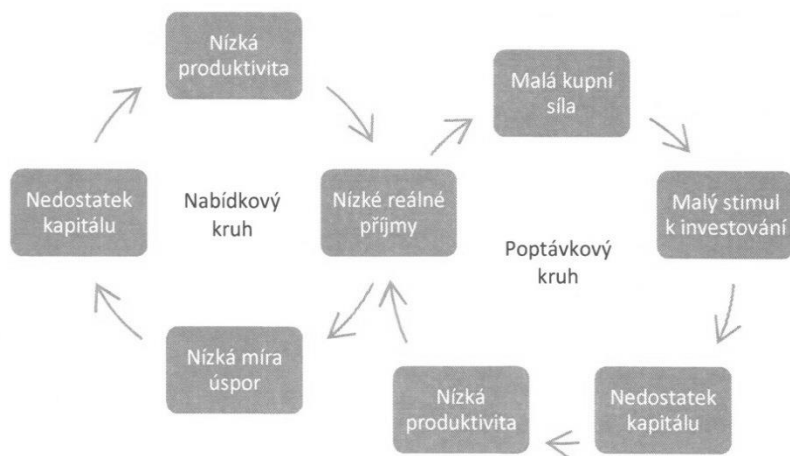 Nízká
produktivita
Malá kupní
síla
Nedostatek
kapitálu
Nabídkový
kruh
Nízké reálné
příjmy
Malý stimul
k investování
Poptávkový
kruh
Nízká míra
úspor
Nízká
produktivita
Nedostatek
kapitálu